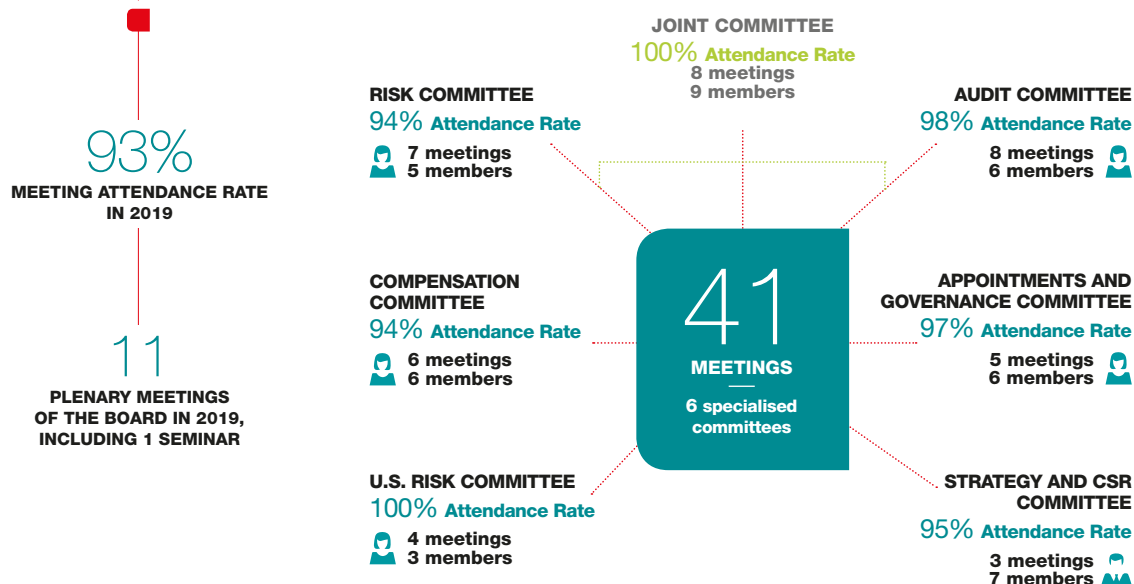 93%
MEETING ATTENDANCE RATE
IN 2019
11
PLENARY MEETINGS
OF THE BOARD IN 2019,
INCLUDING 1 SEMINAR
JOINT COMMITTEE
100% Attendance Rate
8 meetings
9 members
RISK COMMITTEE
94% Attendance Rate
7 meetings
5 members
AUDIT COMMITTEE
98% Attendance Rate
8 meetings
6 members
COMPENSATION
COMMITTEE
94% Attendance Rate
6 meetings
6 members
41
MEETINGS
6 specialised
committees
APPOINTMENTS AND
GOVERNANCE COMMITTEE
97% Attendance Rate
5 meetings
6 members
U.S. RISK COMMITTEE
100% Attendance Rate
4 meetings
3 members
STRATEGY AND CSR
COMMITTEE
95% Attendance Rate
3 meetings
7 members